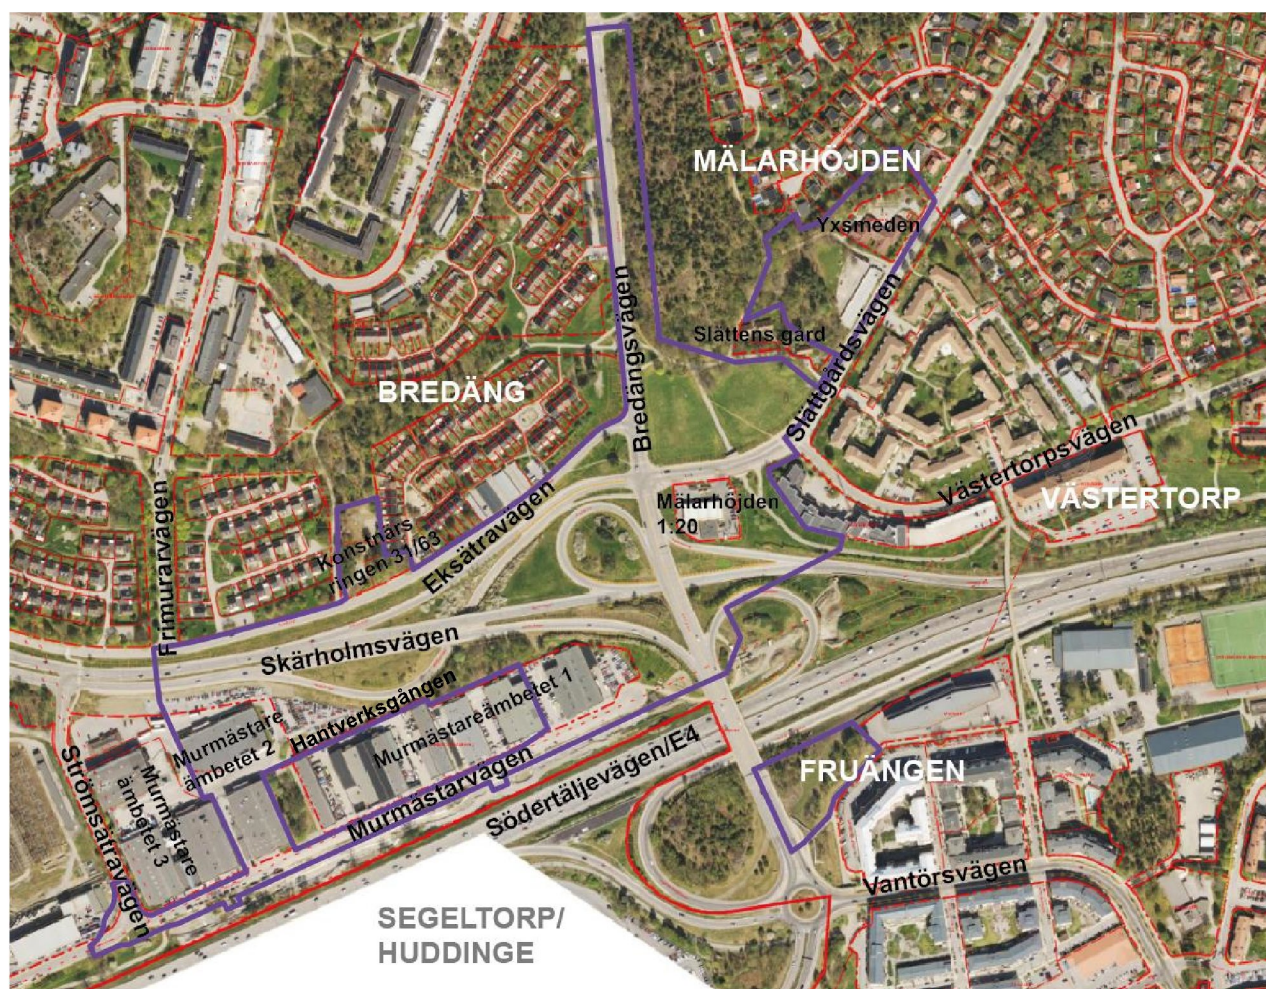 MÄLARHÖJDEN
Yxsmeden
Slättens gård
Bredängsvägen
Slättgårdsvägen
BREDÄNG
Västertorpsvägen
VÄSTERTORP
Mälarhöjden
1:20
Frimurarvägen
Konstnärs
ringen 31/63
Eksätravägen
Skärholmsvägen
Hantverksgången
Murmästareämbetet 1
Murmästare
ämbetet 2
Murmästare
ämbetet 3
Strömsätravägen
Murmästarvägen
Södertäljevägen/E4
FRUÄNGEN
Vantörsvägen
SEGELTORP/
HUDDINGE